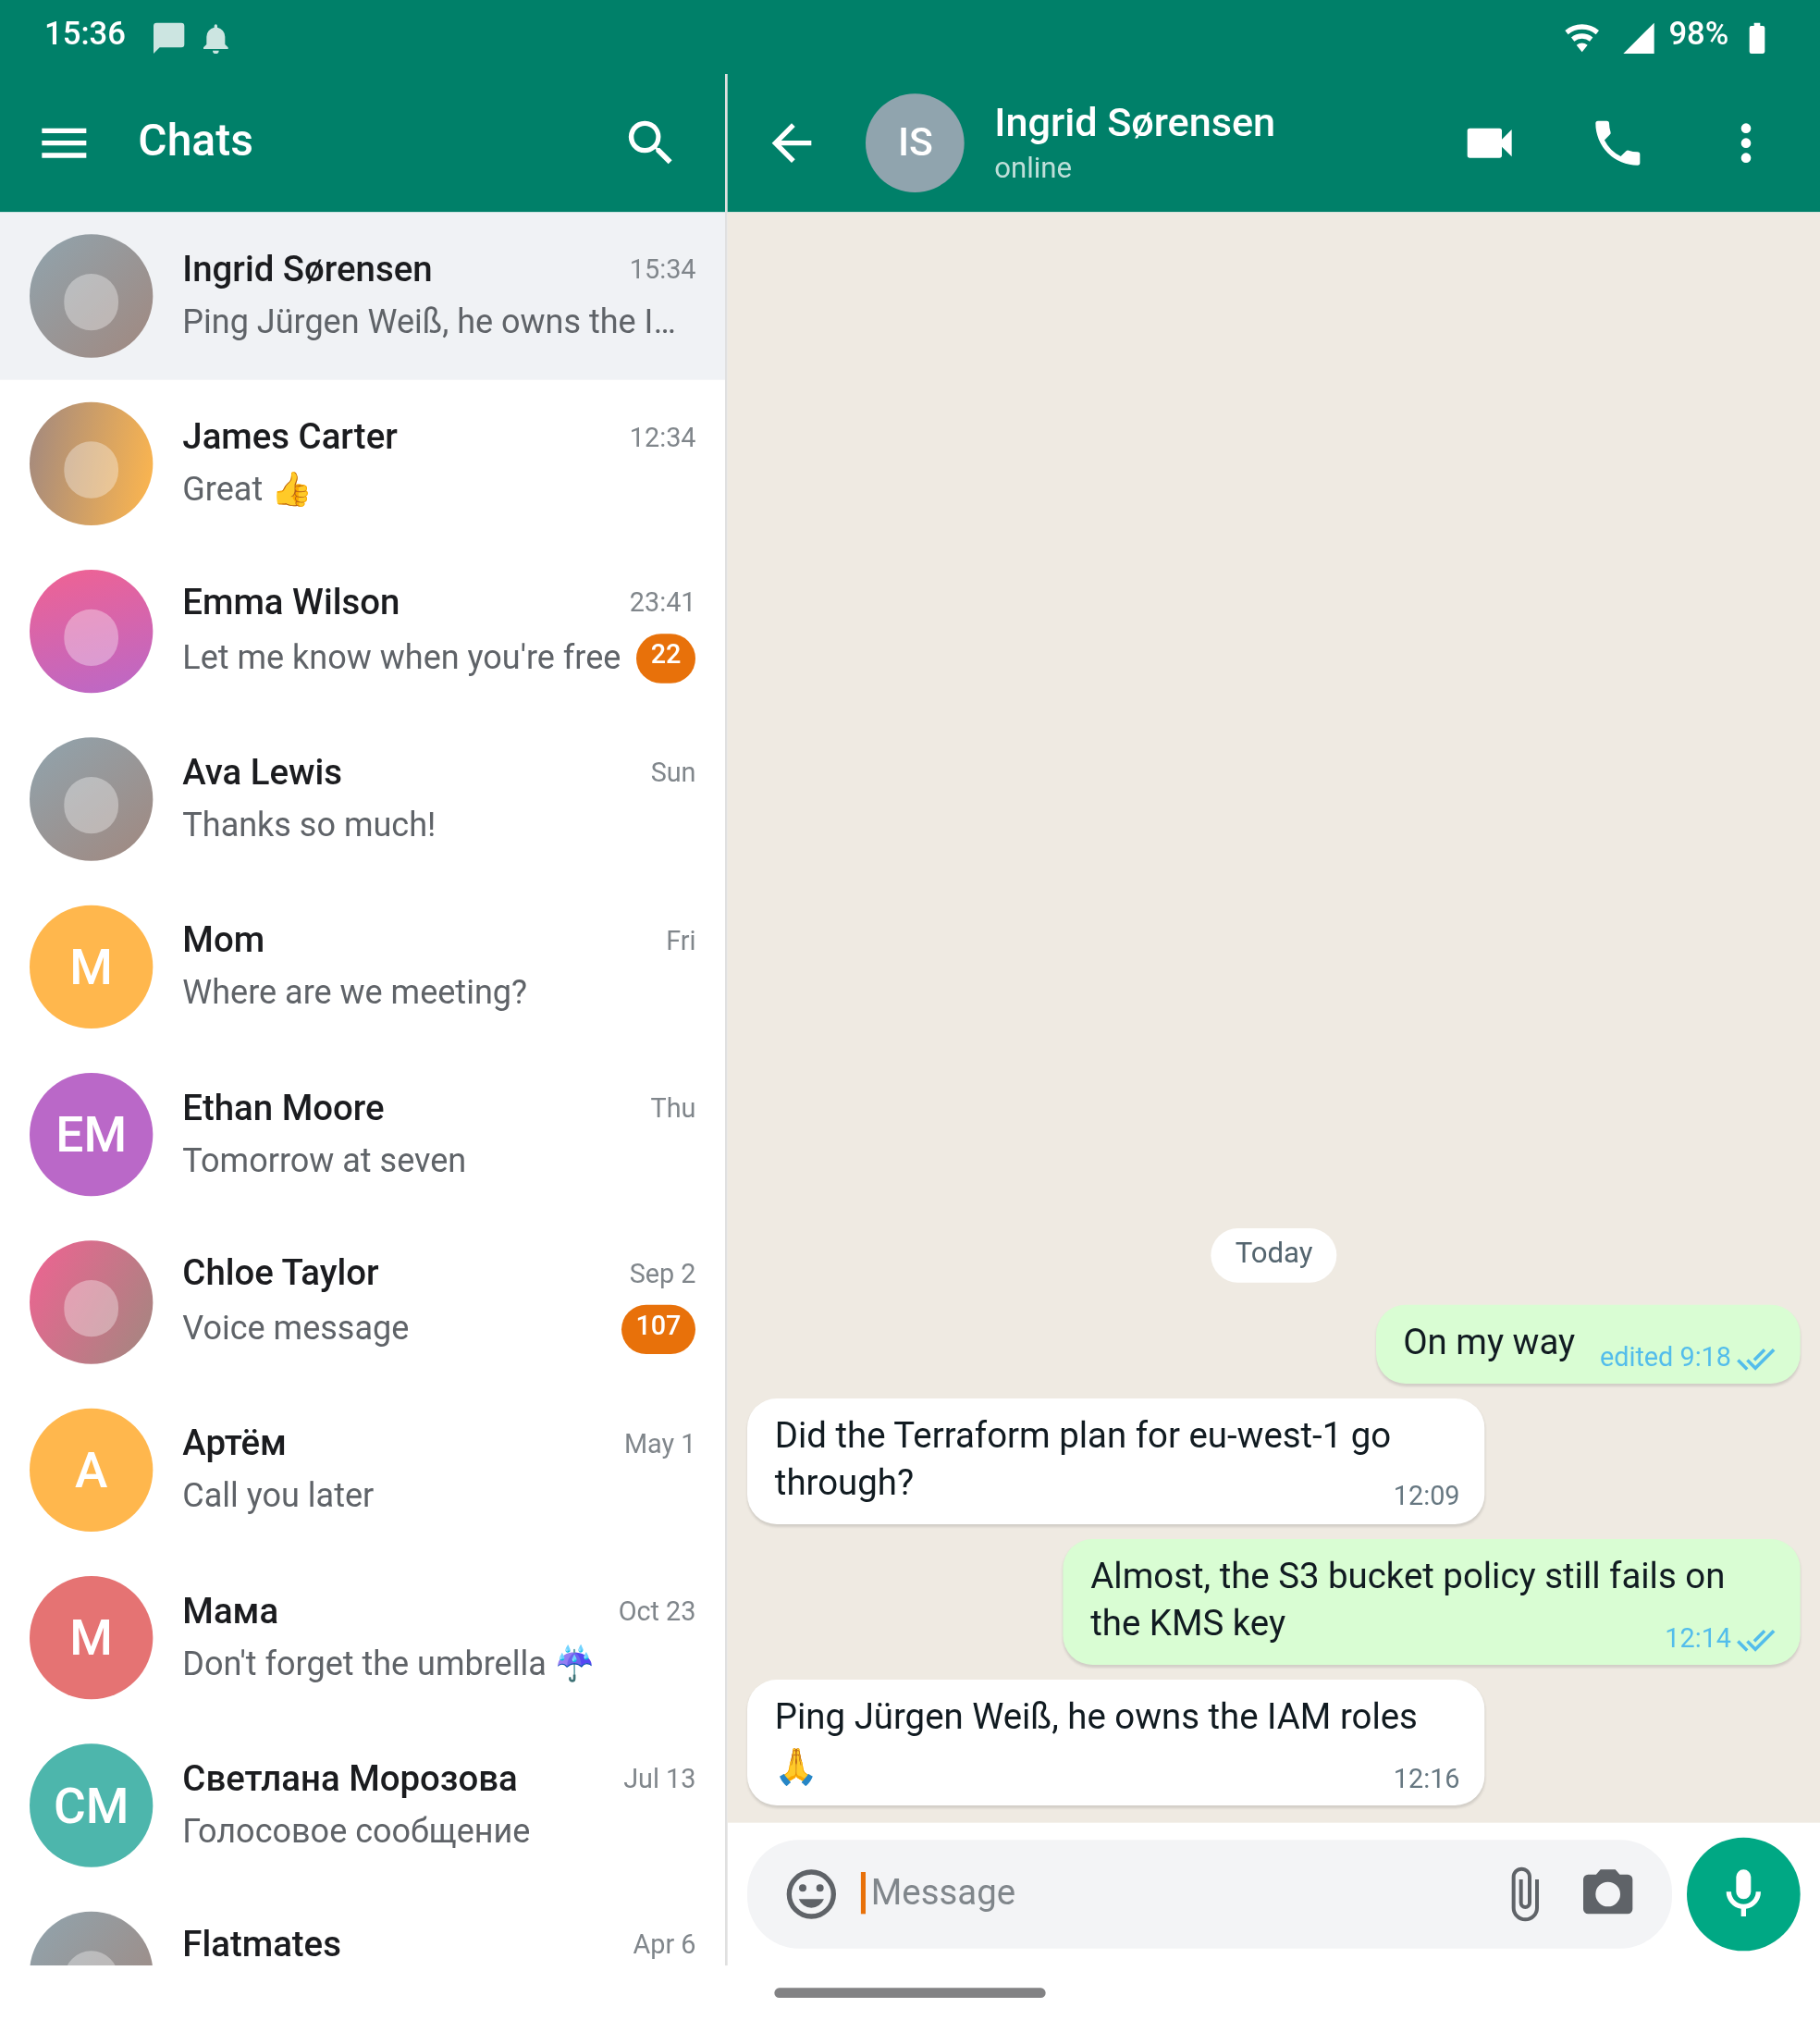 15:36
98%
Chats
Ingrid Sørensen 15:34
Ping Jürgen Weiß, he owns the I…
James Carter 12:34
Great 👍
Emma Wilson 23:41
Let me know when you're free 22
Ava Lewis Sun
Thanks so much!
M
Mom Fri
Where are we meeting?
EM
Ethan Moore Thu
Tomorrow at seven
Chloe Taylor Sep 2
Voice message 107
А
Артём May 1
Call you later
М
Мама Oct 23
Don't forget the umbrella ☔
СМ
Светлана Морозова Jul 13
Голосовое сообщение
Flatmates Apr 6
IS
Ingrid Sørensen
online
Today
On my way edited 9:18
Did the Terraform plan for eu-west-1 go
through? 12:09
Almost, the S3 bucket policy still fails on
the KMS key 12:14
Ping Jürgen Weiß, he owns the IAM roles
🙏 12:16
Message